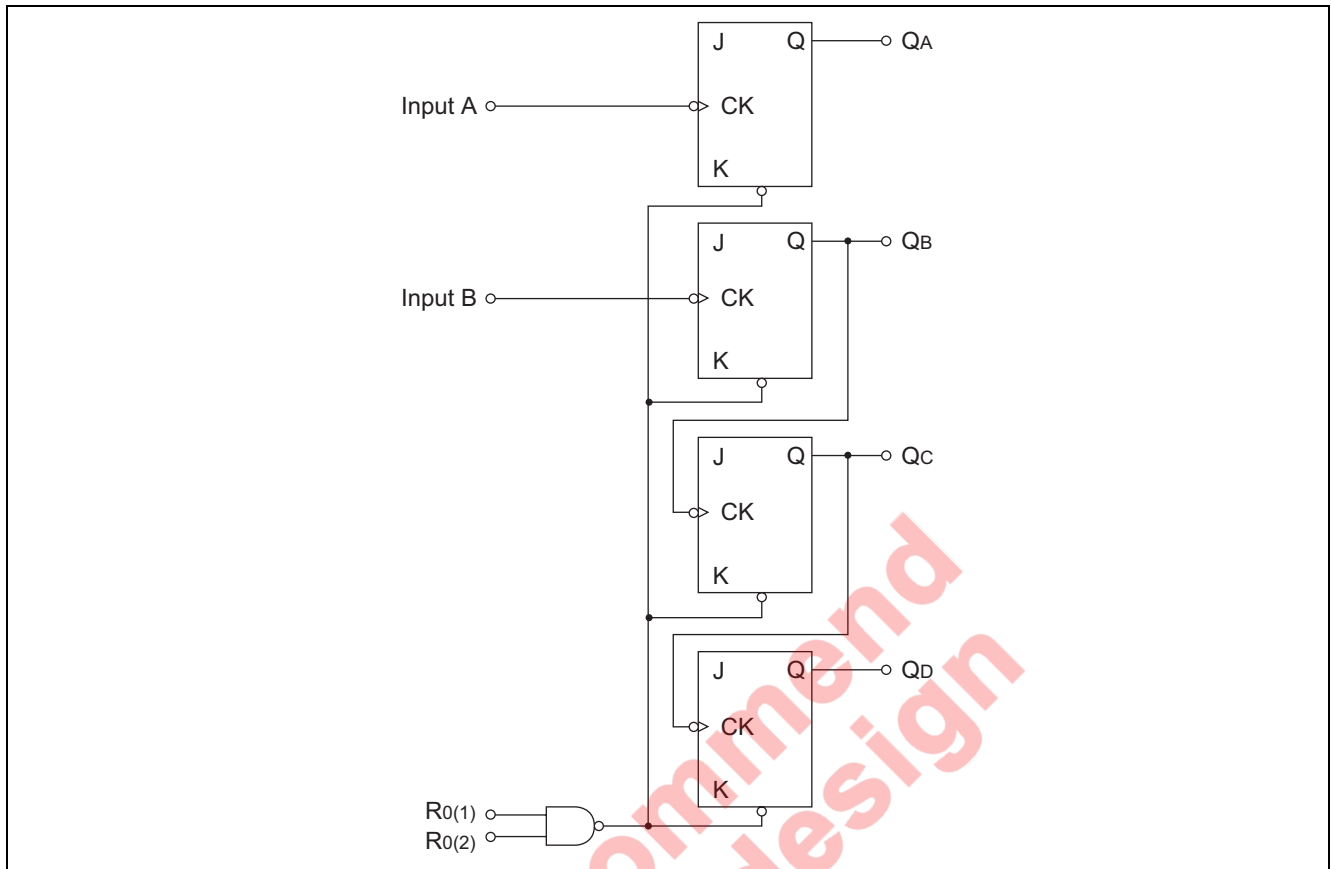 J Q QA
Input A CK
K
J Q QB
Input B CK
K
J Q QC
CK
K
J Q QD
CK
K
R0(1)
R0(2)
ommend
design